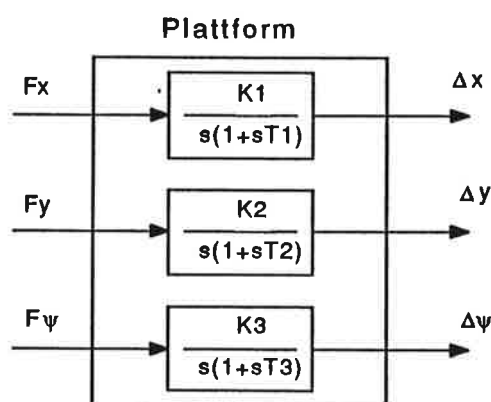 Plattform
Fx
K1
s(1+sT1)
Δx
Fy
K2
s(1+sT2)
Δy
Fψ
K3
s(1+sT3)
Δψ